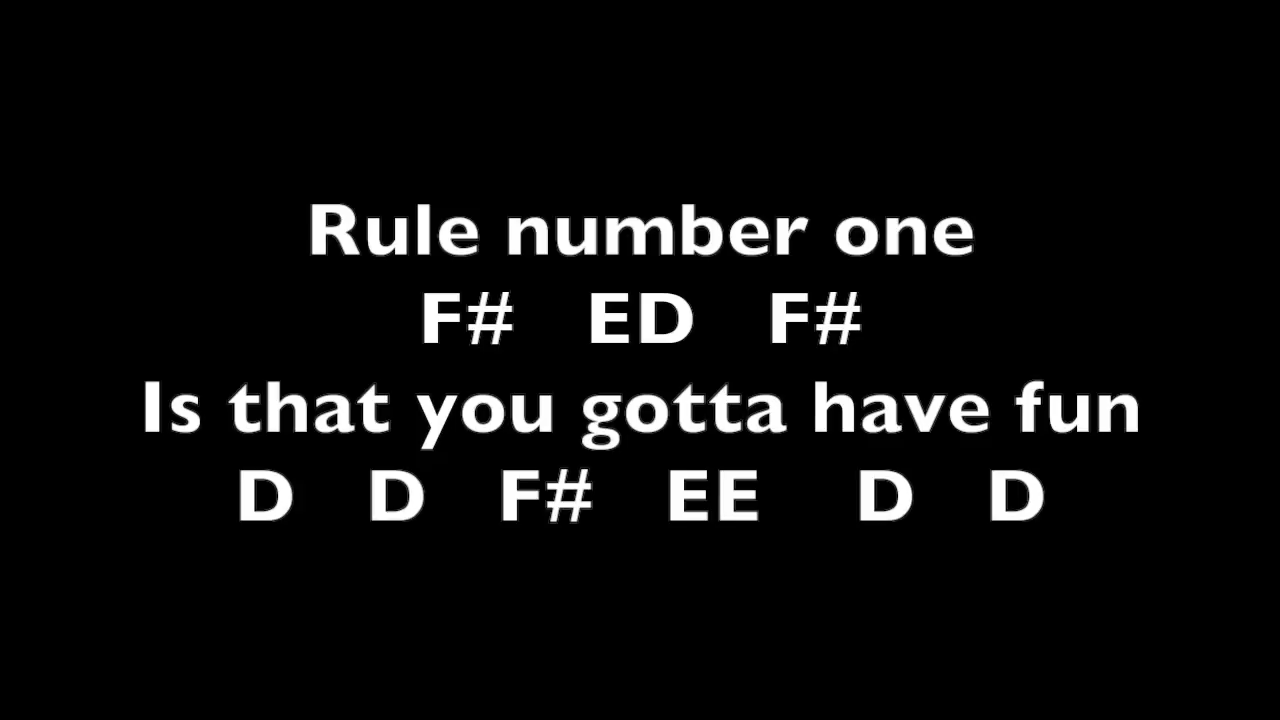 Rule number one
F# ED F#
Is that you gotta have fun
D D F# EE D D